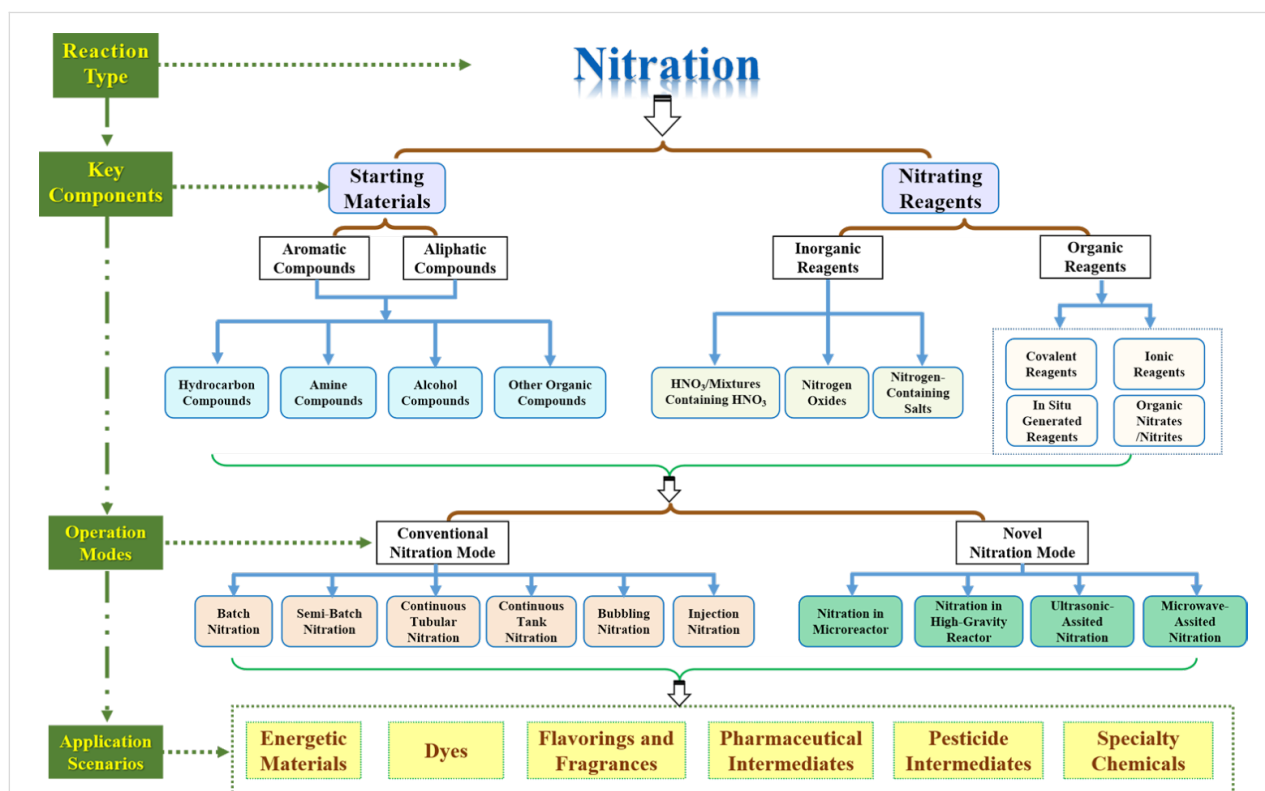 Reaction
Type
Nitration
Key
Components
Starting
Materials
Nitrating
Reagents
Aromatic
Compounds
Aliphatic
Compounds
Inorganic
Reagents
Organic
Reagents
Hydrocarbon
Compounds
Amine
Compounds
Alcohol
Compounds
Other Organic
Compounds
HNO₃/Mixtures
Containing HNO₃
Nitrogen
Oxides
Nitrogen-
Containing
Salts
Covalent
Reagents
Ionic
Reagents
In Situ
Generated
Reagents
Organic
Nitrates
/Nitrites
Operation
Modes
Conventional
Nitration Mode
Novel
Nitration Mode
Batch
Nitration
Semi-Batch
Nitration
Continuous
Tubular
Nitration
Continuous
Tank
Nitration
Bubbling
Nitration
Injection
Nitration
Nitration in
Microreactor
Nitration in
High-Gravity
Reactor
Ultrasonic-
Assited
Nitration
Microwave-
Assited
Nitration
Application
Scenarios
Energetic
Materials
Dyes
Flavorings and
Fragrances
Pharmaceutical
Intermediates
Pesticide
Intermediates
Specialty
Chemicals